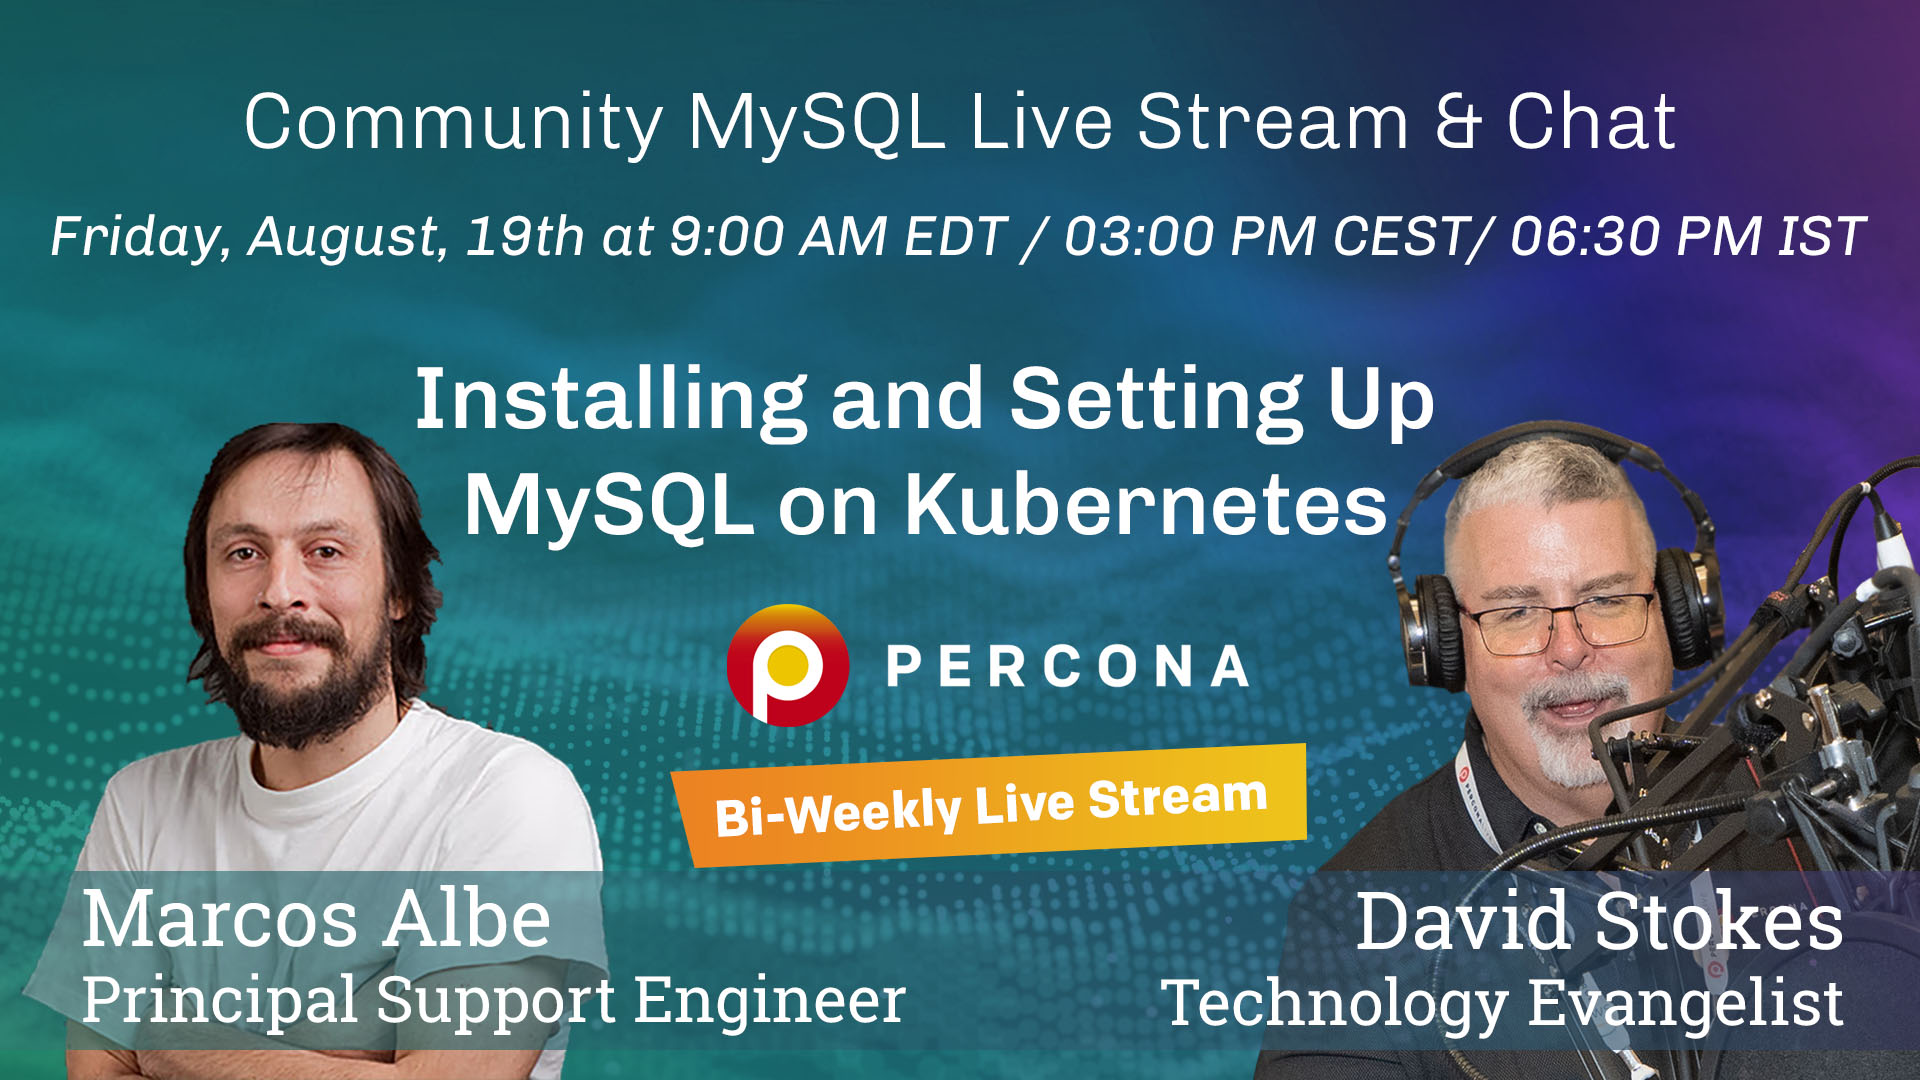 Community MySQL Live Stream & Chat
Friday, August, 19th at 9:00 AM EDT / 03:00 PM CEST/ 06:30 PM IST
Installing and Setting Up
MySQL on Kubernetes
PERCONA
Bi-Weekly Live Stream
Marcos Albe
Principal Support Engineer
David Stokes
Technology Evangelist
PERCONA